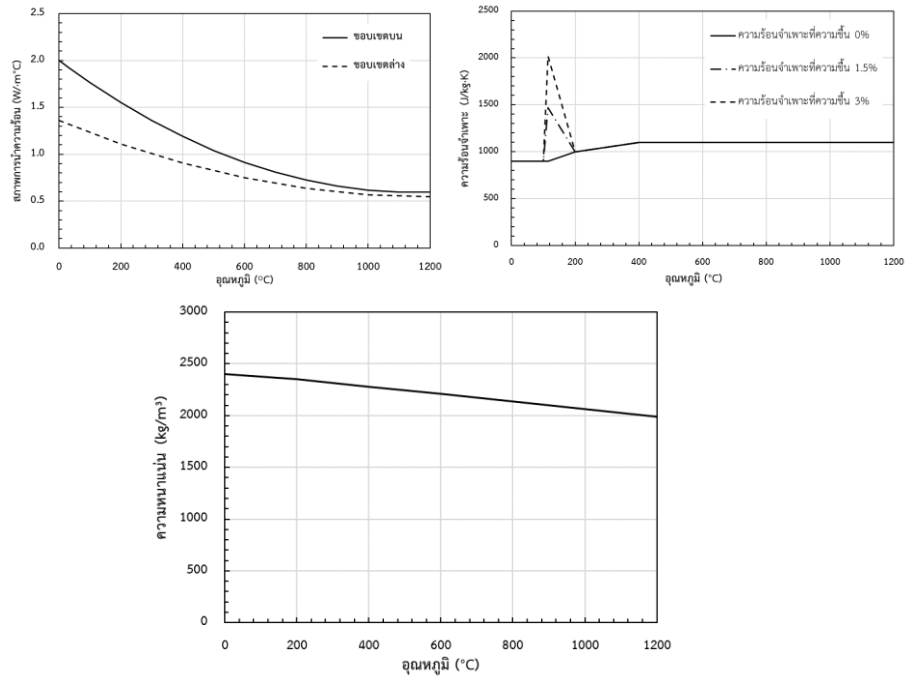 2.5
2.0
1.5
1.0
0.5
0.0
สภาพการนำความร้อน (W/·m°C)
ขอบเขตบน
ขอบเขตล่าง
0 200 400 600 800 1000 1200
อุณหภูมิ (°C)
2500
2000
1500
1000
500
0
ความร้อนจำเพาะ (J/kg·K)
ความร้อนจำเพาะที่ความชื้น 0%
ความร้อนจำเพาะที่ความชื้น 1.5%
ความร้อนจำเพาะที่ความชื้น 3%
0 200 400 600 800 1000 1200
อุณหภูมิ (°C)
3000
2500
2000
1500
1000
500
0
ความหนาแน่น (kg/m³)
0 200 400 600 800 1000 1200
อุณหภูมิ (°C)